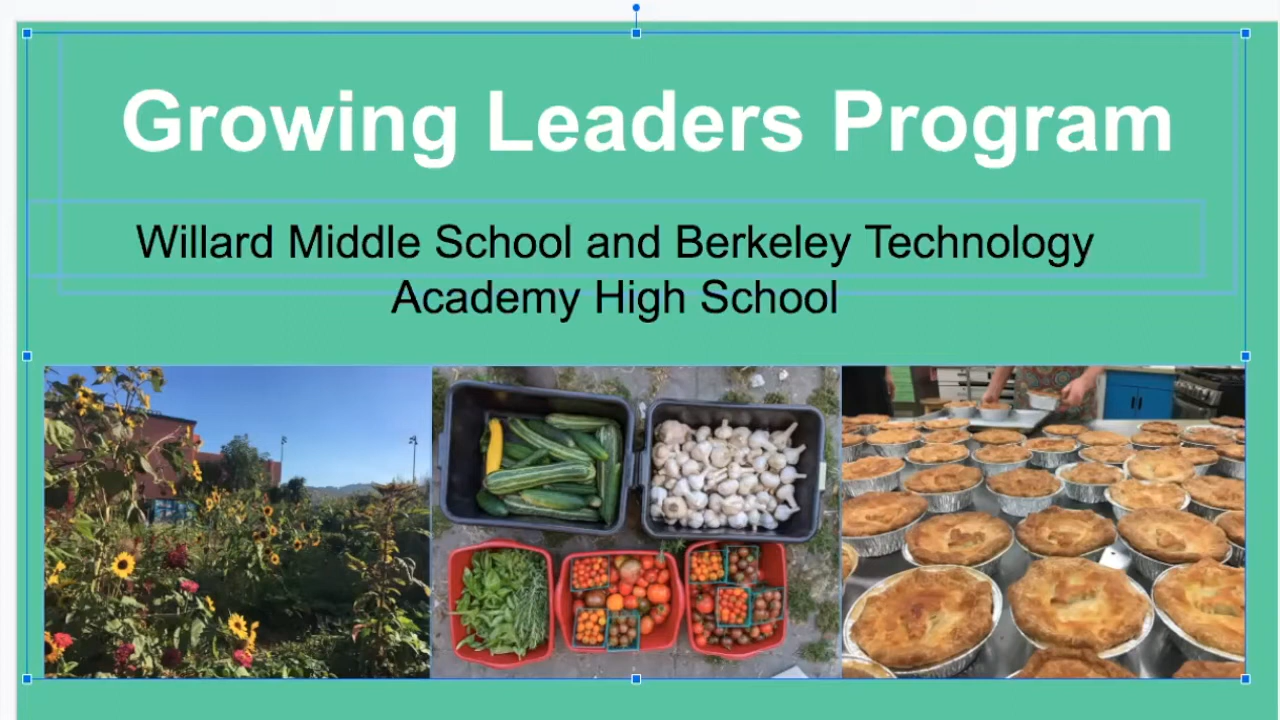 Growing Leaders Program
Willard Middle School and Berkeley Technology
Academy High School